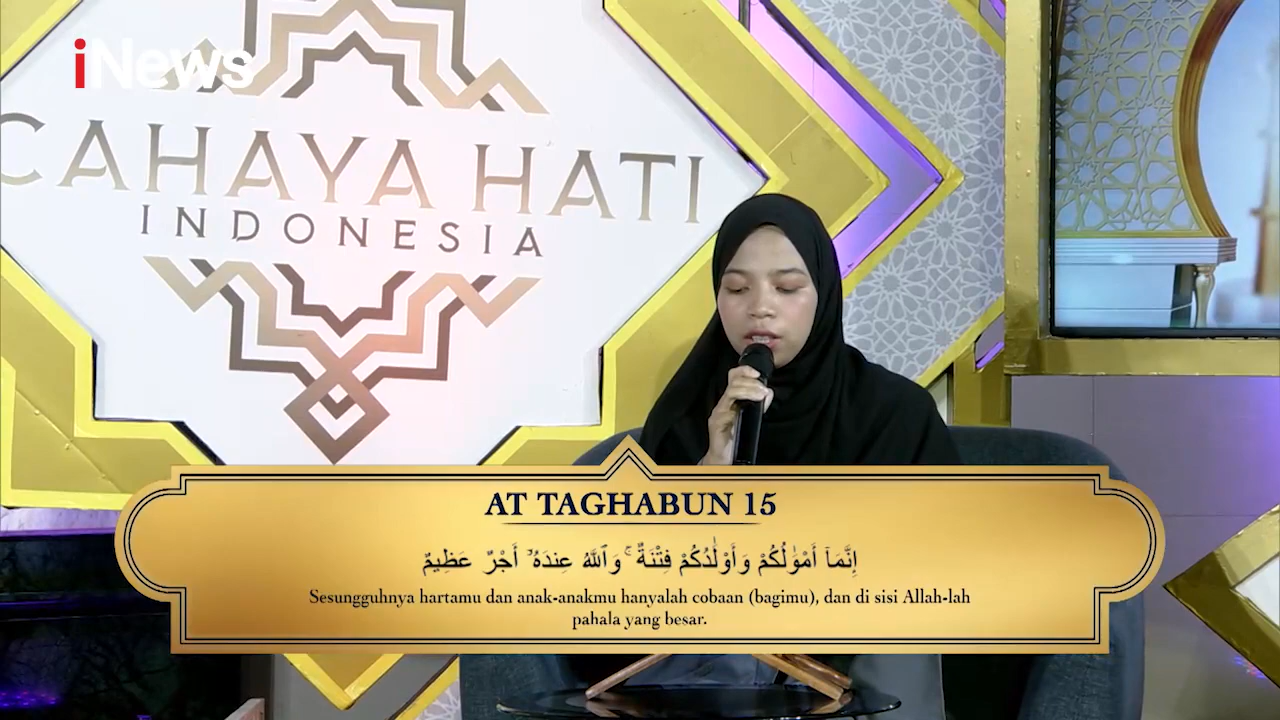 iNews
CAHAYA HATI
INDONESIA
AT TAGHABUN 15
إِنَّمَآ أَمْوَٰلُكُمْ وَأَوْلَٰدُكُمْ فِتْنَةٌ ۚ وَٱللَّهُ عِندَهُۥٓ أَجْرٌ عَظِيمٌ
Sesungguhnya hartamu dan anak-anakmu hanyalah cobaan (bagimu), dan di sisi Allah-lah
pahala yang besar.